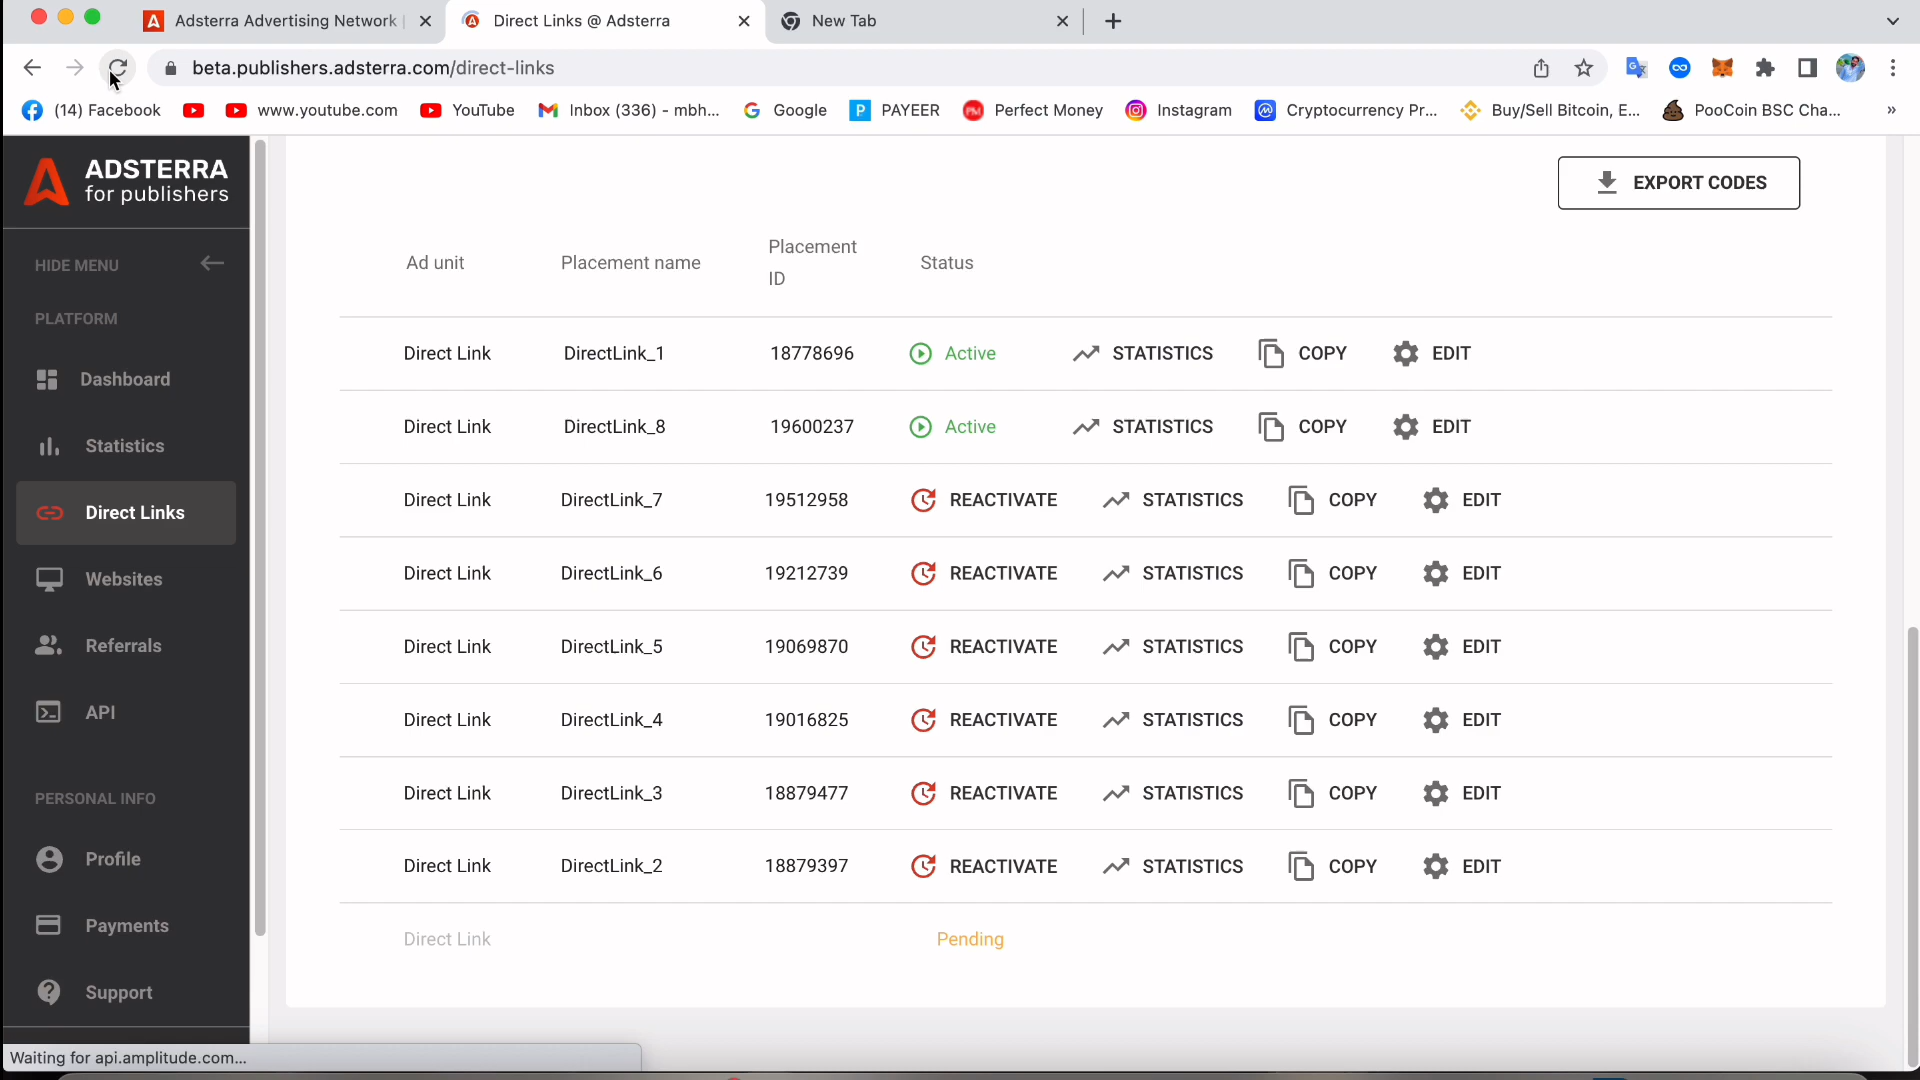 Adsterra Advertising Network | Direct Links @ Adsterra New Tab
beta.publishers.adsterra.com/direct-links
(14) Facebook www.youtube.com YouTube Inbox (336) - mbh... Google PAYEER Perfect Money Instagram Cryptocurrency Pr... Buy/Sell Bitcoin, E... PooCoin BSC Cha... »
ADSTERRA
for publishers
HIDE MENU
PLATFORM
Dashboard
Statistics
Direct Links
Websites
Referrals
API
PERSONAL INFO
Profile
Payments
Support
EXPORT CODES
Ad unit Placement name Placement ID Status
Direct Link DirectLink_1 18778696 Active STATISTICS COPY EDIT
Direct Link DirectLink_8 19600237 Active STATISTICS COPY EDIT
Direct Link DirectLink_7 19512958 REACTIVATE STATISTICS COPY EDIT
Direct Link DirectLink_6 19212739 REACTIVATE STATISTICS COPY EDIT
Direct Link DirectLink_5 19069870 REACTIVATE STATISTICS COPY EDIT
Direct Link DirectLink_4 19016825 REACTIVATE STATISTICS COPY EDIT
Direct Link DirectLink_3 18879477 REACTIVATE STATISTICS COPY EDIT
Direct Link DirectLink_2 18879397 REACTIVATE STATISTICS COPY EDIT
Direct Link Pending
Waiting for api.amplitude.com...